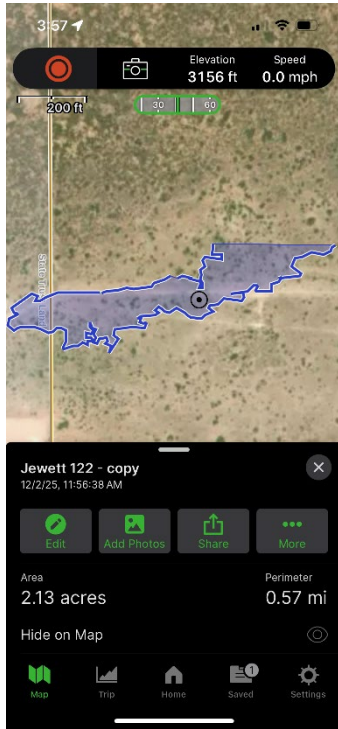 3:57
Elevation Speed
3156 ft 0.0 mph
200 ft
30 60
Jewett 122 - copy
12/2/25, 11:56:38 AM
Edit Add Photos Share More
Area Perimeter
2.13 acres 0.57 mi
Hide on Map
1
Map Trip Home Saved Settings